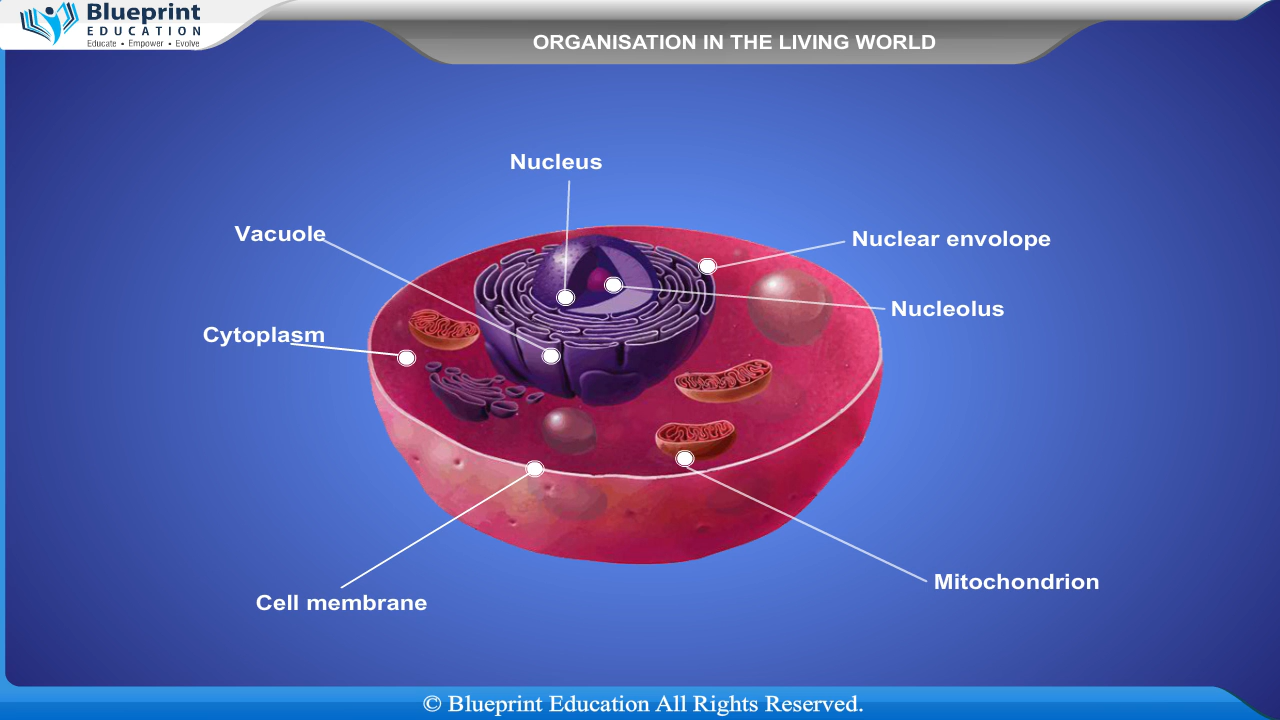 Blueprint
EDUCATION
Educate • Empower • Evolve
ORGANISATION IN THE LIVING WORLD
Nucleus
Vacuole
Nuclear envolope
Nucleolus
Cytoplasm
Mitochondrion
Cell membrane
© Blueprint Education All Rights Reserved.